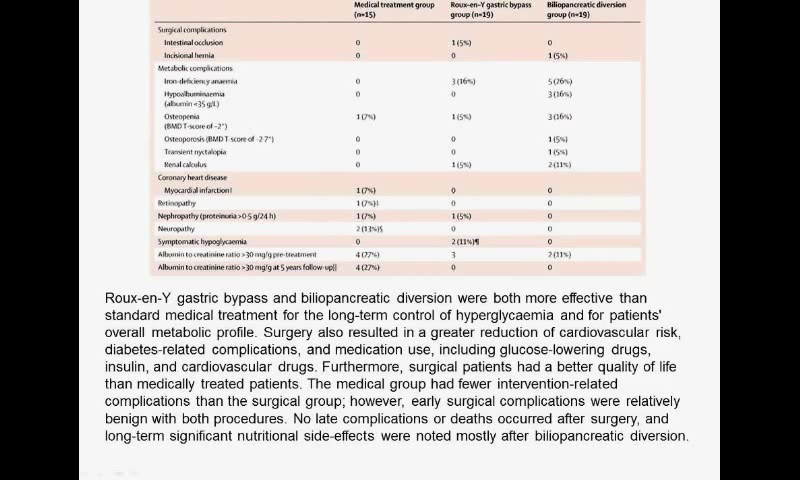 Medical treatment group Roux-en-Y gastric bypass Biliopancreatic diversion
(n=15) group (n=19) group (n=19)
Surgical complications
Intestinal occlusion 0 1 (5%) 0
Incisional hernia 0 0 1 (5%)
Metabolic complications
Iron-deficiency anaemia 0 3 (16%) 5 (26%)
Hypoalbuminaemia 0 0 3 (16%)
(albumin <35 g/L)
Osteopenia 1 (7%) 1 (5%) 3 (16%)
(BMD T-score of –2*)
Osteoporosis (BMD T-score of –2·7*) 0 0 1 (5%)
Transient nyctalopia 0 0 1 (5%)
Renal calculus 0 1 (5%) 2 (11%)
Coronary heart disease
Myocardial infarction† 1 (7%) 0 0
Retinopathy 1 (7%)‡ 0 0
Nephropathy (proteinuria >0·5 g/24 h) 1 (7%) 1 (5%) 0
Neuropathy 2 (13%)§ 0 0
Symptomatic hypoglycaemia 0 2 (11%)¶ 0
Albumin to creatinine ratio >30 mg/g pre-treatment 4 (27%) 3 2 (11%)
Albumin to creatinine ratio >30 mg/g at 5 years follow-up|| 4 (27%) 0 0
Roux-en-Y gastric bypass and biliopancreatic diversion were both more effective than
standard medical treatment for the long-term control of hyperglycaemia and for patients'
overall metabolic profile. Surgery also resulted in a greater reduction of cardiovascular risk,
diabetes-related complications, and medication use, including glucose-lowering drugs,
insulin, and cardiovascular drugs. Furthermore, surgical patients had a better quality of life
than medically treated patients. The medical group had fewer intervention-related
complications than the surgical group; however, early surgical complications were relatively
benign with both procedures. No late complications or deaths occurred after surgery, and
long-term significant nutritional side-effects were noted mostly after biliopancreatic diversion.